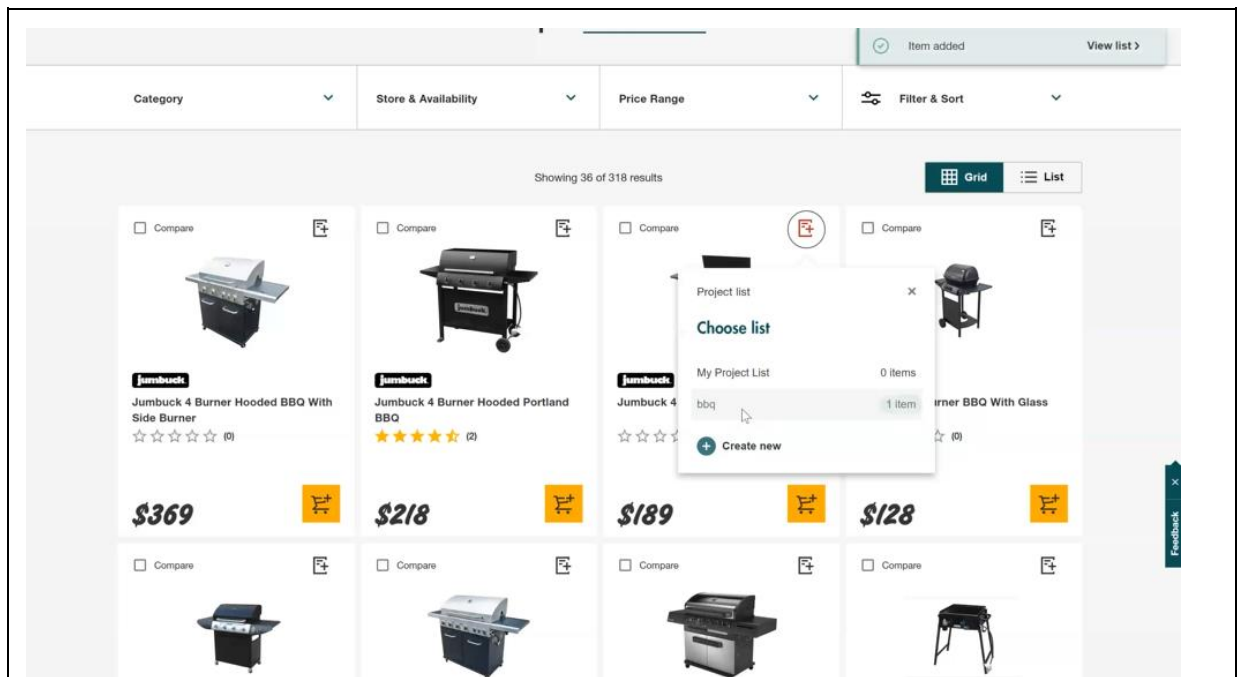 Item added
View list >
Category
Store & Availability
Price Range
Filter & Sort
Showing 36 of 318 results
Grid
List
Compare
Compare
Compare
Compare
Project list
Choose list
My Project List
0 items
bbq
1 item
Create new
jumbuck
jumbuck
jumbuck
jumbuck
Jumbuck 4 Burner Hooded BBQ With
Side Burner
(0)
Jumbuck 4 Burner Hooded Portland
BBQ
(2)
Jumbuck 4
BBQ With Glass
(0)
$369
$218
$189
$128
Feedback
Compare
Compare
Compare
Compare